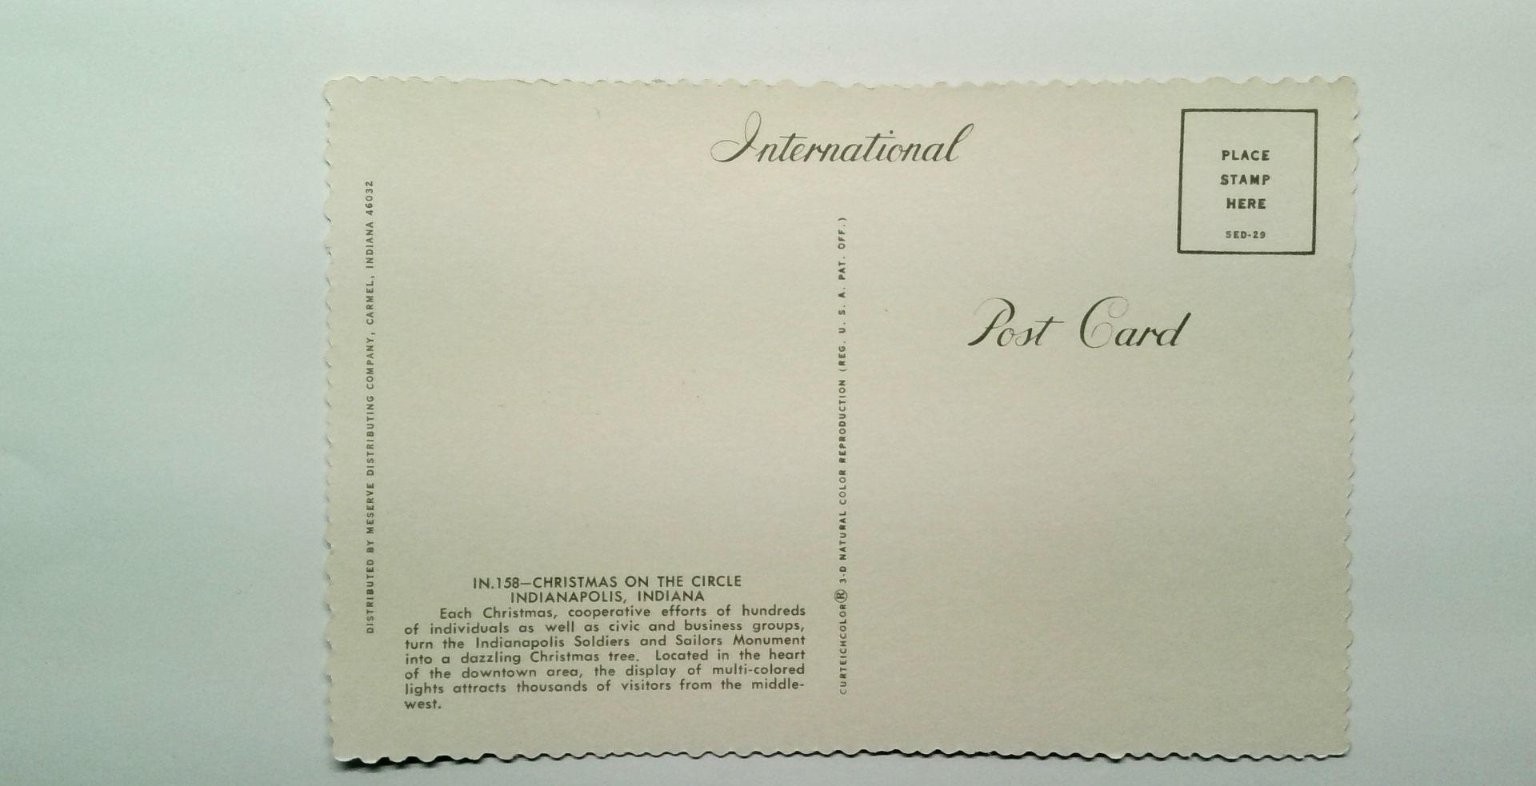 International
PLACE
STAMP
HERE
SED-29
Post Card
DISTRIBUTED BY MESERVE DISTRIBUTING COMPANY, CARMEL, INDIANA 46032
CURTEICHCOLOR® 3-D NATURAL COLOR REPRODUCTION (REG. U. S. A. PAT. OFF.)
IN.158—CHRISTMAS ON THE CIRCLE
INDIANAPOLIS, INDIANA
Each Christmas, cooperative efforts of hundreds
of individuals as well as civic and business groups,
turn the Indianapolis Soldiers and Sailors Monument
into a dazzling Christmas tree. Located in the heart
of the downtown area, the display of multi-colored
lights attracts thousands of visitors from the middle-
west.